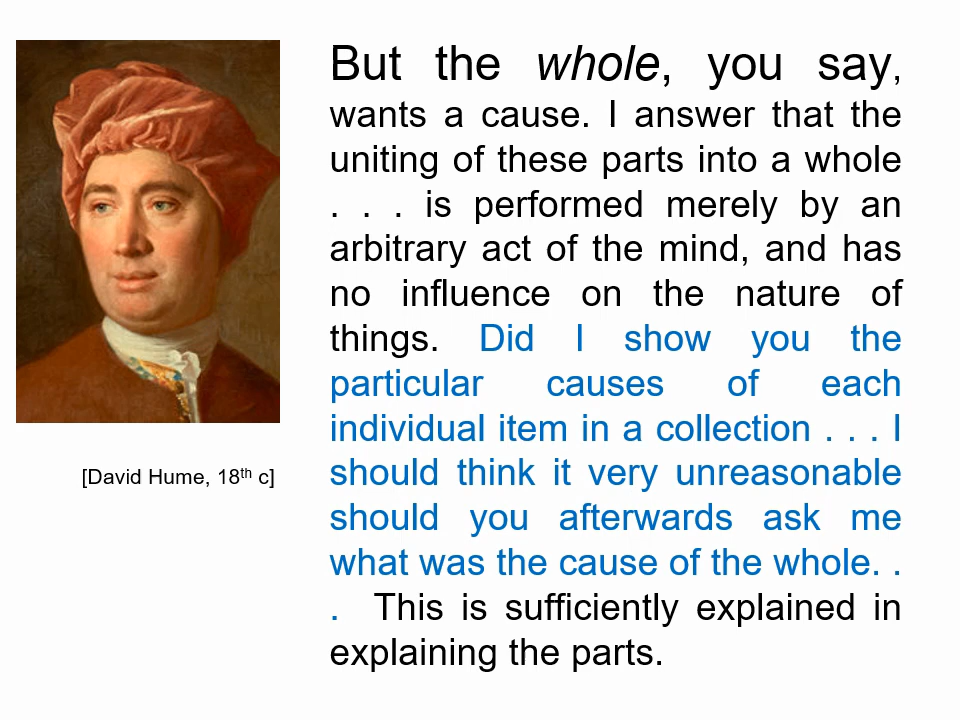 But the whole, you say,
wants a cause. I answer that the
uniting of these parts into a whole
. . . is performed merely by an
arbitrary act of the mind, and has
no influence on the nature of
things. Did I show you the
particular causes of each
individual item in a collection . . . I
should think it very unreasonable
should you afterwards ask me
what was the cause of the whole. .
. This is sufficiently explained in
explaining the parts.
[David Hume, 18th c]